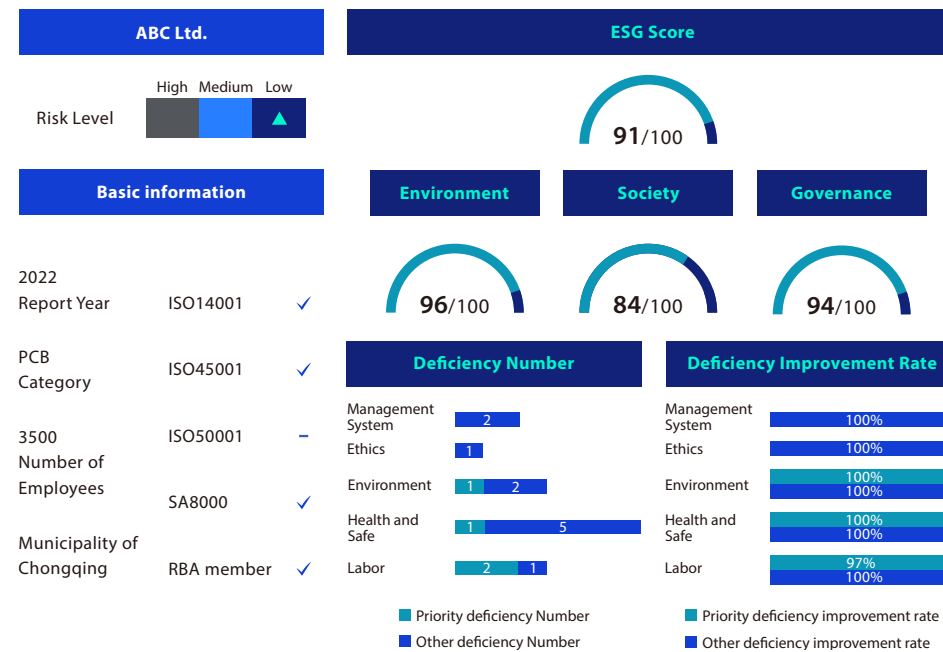 ABC Ltd.
High Medium Low
Risk Level
Basic information
2022
Report Year
PCB
Category
3500
Number of
Employees
Municipality of
Chongqing
ISO14001
ISO45001
ISO50001
–
SA8000
RBA member
ESG Score
91/100
Environment
96/100
Society
84/100
Governance
94/100
Deficiency Number
Management
System
2
Ethics
1
Environment
1 2
Health and
Safe
1 5
Labor
2 1
Priority deficiency Number
Other deficiency Number
Deficiency Improvement Rate
Management
System
100%
Ethics
100%
Environment
100%
100%
Health and
Safe
100%
100%
Labor
97%
100%
Priority deficiency improvement rate
Other deficiency improvement rate